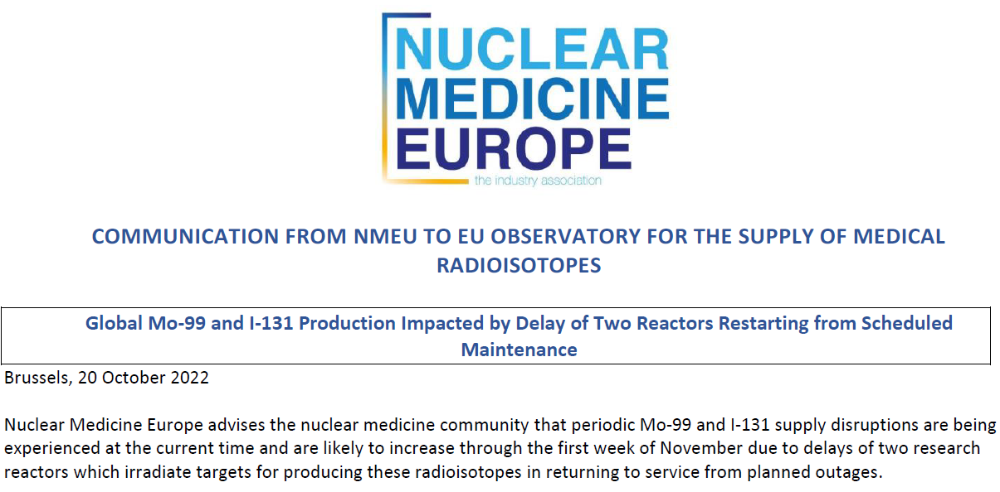 NUCLEAR
MEDICINE
EUROPE
the industry association
COMMUNICATION FROM NMEU TO EU OBSERVATORY FOR THE SUPPLY OF MEDICAL
RADIOISOTOPES
Global Mo-99 and I-131 Production Impacted by Delay of Two Reactors Restarting from Scheduled
Maintenance
Brussels, 20 October 2022
Nuclear Medicine Europe advises the nuclear medicine community that periodic Mo-99 and I-131 supply disruptions are being
experienced at the current time and are likely to increase through the first week of November due to delays of two research
reactors which irradiate targets for producing these radioisotopes in returning to service from planned outages.